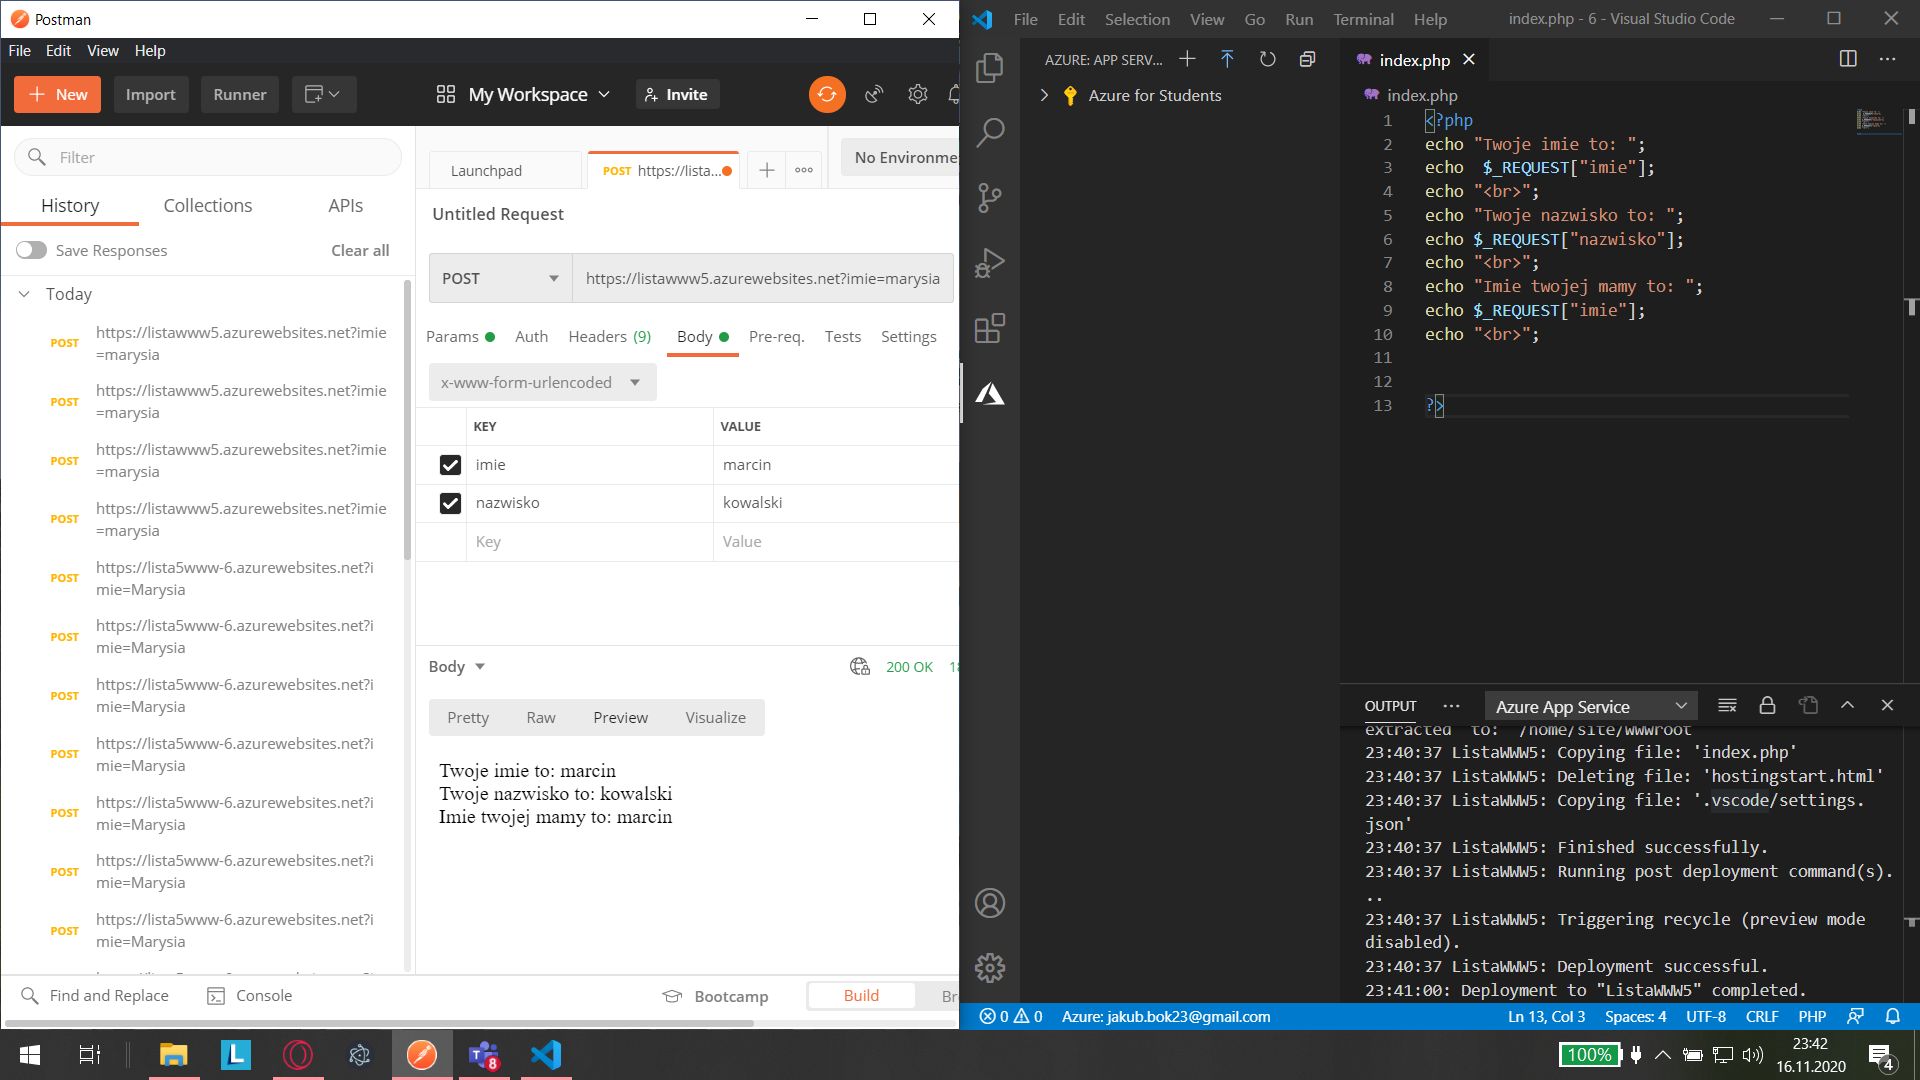 Postman
File Edit View Help
New Import Runner My Workspace Invite
Filter
History Collections APIs
Save Responses Clear all
Today
POST https://listawww5.azurewebsites.net?imie
=marysia
POST https://listawww5.azurewebsites.net?imie
=marysia
POST https://listawww5.azurewebsites.net?imie
=marysia
POST https://listawww5.azurewebsites.net?imie
=marysia
POST https://lista5www-6.azurewebsites.net?i
mie=Marysia
POST https://lista5www-6.azurewebsites.net?i
mie=Marysia
POST https://lista5www-6.azurewebsites.net?i
mie=Marysia
POST https://lista5www-6.azurewebsites.net?i
mie=Marysia
POST https://lista5www-6.azurewebsites.net?i
mie=Marysia
POST https://lista5www-6.azurewebsites.net?i
mie=Marysia
POST https://lista5www-6.azurewebsites.net?i
mie=Marysia
Launchpad POST https://lista... No Environme
Untitled Request
POST https://listawww5.azurewebsites.net?imie=marysia
Params Auth Headers (9) Body Pre-req. Tests Settings
x-www-form-urlencoded
KEY VALUE
imie marcin
nazwisko kowalski
Key Value
Body 200 OK 18
Pretty Raw Preview Visualize
Twoje imie to: marcin
Twoje nazwisko to: kowalski
Imie twojej mamy to: marcin
Find and Replace Console Bootcamp Build Br
File Edit Selection View Go Run Terminal Help index.php - 6 - Visual Studio Code
AZURE: APP SERV...
Azure for Students
index.php
index.php
1 <?php
2 echo "Twoje imie to: ";
3 echo  $_REQUEST["imie"];
4 echo "<br>";
5 echo "Twoje nazwisko to: ";
6 echo $_REQUEST["nazwisko"];
7 echo "<br>";
8 echo "Imie twojej mamy to: ";
9 echo $_REQUEST["imie"];
10 echo "<br>";
11
12
13 ?>
OUTPUT Azure App Service
extracted to: /home/site/wwwroot
23:40:37 ListaWWW5: Copying file: 'index.php'
23:40:37 ListaWWW5: Deleting file: 'hostingstart.html'
23:40:37 ListaWWW5: Copying file: '.vscode/settings.
json'
23:40:37 ListaWWW5: Finished successfully.
23:40:37 ListaWWW5: Running post deployment command(s).
..
23:40:37 ListaWWW5: Triggering recycle (preview mode
disabled).
23:40:37 ListaWWW5: Deployment successful.
23:41:00: Deployment to "ListaWWW5" completed.
0 0 Azure: jakub.bok23@gmail.com Ln 13, Col 3 Spaces: 4 UTF-8 CRLF PHP
L 8 100% 23:42
16.11.2020 4